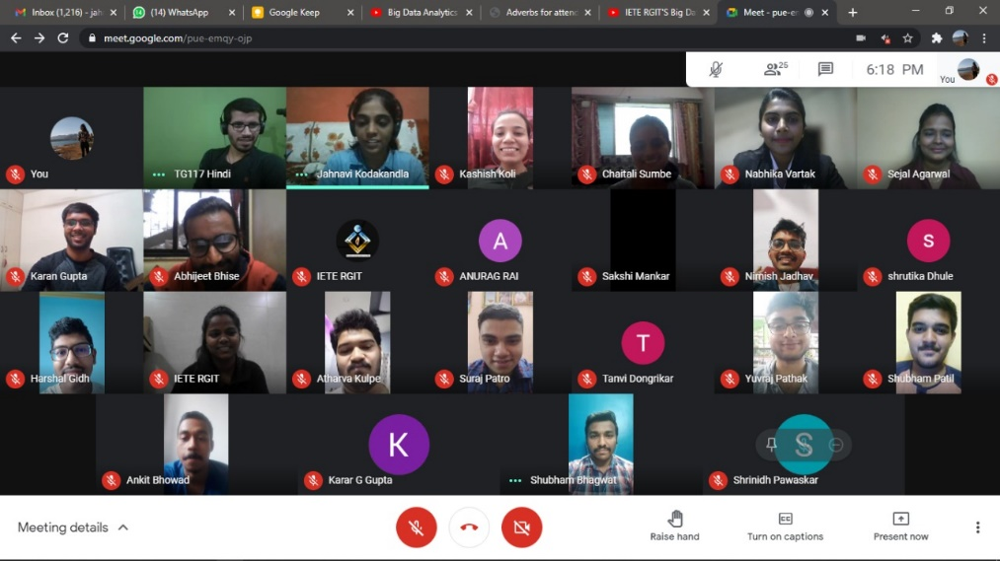 Inbox (1,216) - jah
(14) WhatsApp
Google Keep
Big Data Analytics
Adverbs for attenc
IETE RGIT'S Big Da
Meet - pue-en
meet.google.com/pue-emqy-ojp
25
6:18 PM
You
You
TG117 Hindi
Jahnavi Kodakandla
Kashish Koli
Chaitali Sumbe
Nabhika Vartak
Sejal Agarwal
Karan Gupta
Abhijeet Bhise
IETE RGIT
A
ANURAG RAI
Sakshi Mankar
Nimish Jadhav
S
shrutika Dhule
Harshal Gidh
IETE RGIT
Atharva Kulpe
Suraj Patro
T
Tanvi Dongrikar
Yuvraj Pathak
Shubham Patil
Ankit Bhowad
K
Karar G Gupta
Shubham Bhagwat
S
Shrinidh Pawaskar
Meeting details
Raise hand
CC
Turn on captions
Present now